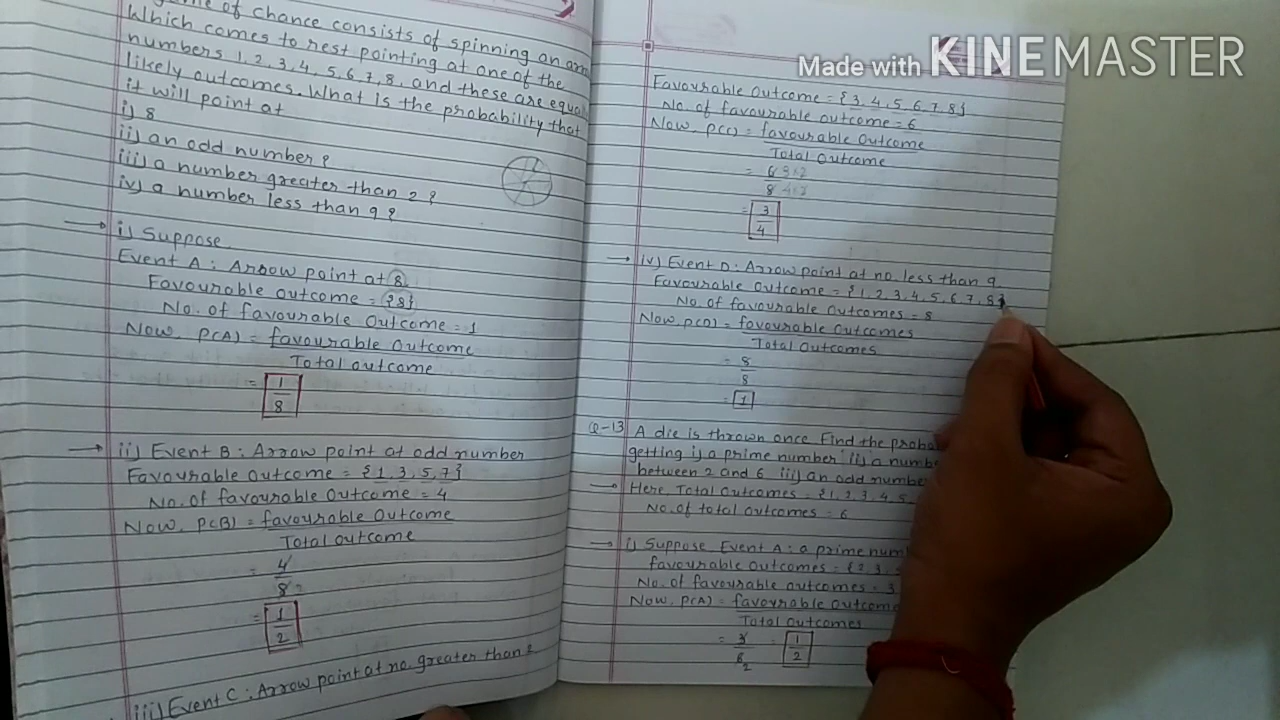 of chance consists of spinning an
Which comes to rest pointing at one of the
numbers 1, 2, 3, 4, 5, 6, 7, 8, and these are
likely outcomes. What is the probability that
it will point at
i) 8
ii) an odd number?
iii) a number greater than 2?
iv) a number less than 9?
→ i) Suppose
Event A: Arrow point at 8
Favourable outcome = {8}
No. of favourable Outcome = 1
Now, P(A) = favourable Outcome
Total outcome
= 1
8
→ ii) Event B: Arrow point at odd number
Favourable Outcome = {1, 3, 5, 7}
No. of favourable Outcome = 4
Now, P(B) = favourable Outcome
Total outcome
= 4
8
= 1
2
iii) Event C: Arrow point at no. greater than 2
Made with KINEMASTER
Favourable Outcome = {3, 4, 5, 6, 7, 8}
No. of favourable outcome = 6
Now, P(C) = favourable Outcome
Total Outcome
= 6 3×2
8 4×2
= 3
4
→ iv) Event D: Arrow point at no. less than 9.
Favourable Outcome = {1, 2, 3, 4, 5, 6, 7, 8}
No. of favourable Outcomes = 8
Now, P(D) = favourable Outcomes
Total Outcomes
= 8
8
= 1
Q-13 A die is thrown once Find the
getting i) a prime number ii) a
between 2 and 6 iii) an odd
→ Here, Total Outcomes = {1, 2, 3, 4, 5
No. of total outcomes = 6
→ i) Suppose Event A: a prime
favourable outcomes = {2, 3
No. of favourable outcomes = 3
Now, P(A) = favourable
Total Outcomes
= 3 = 1
6 2 2